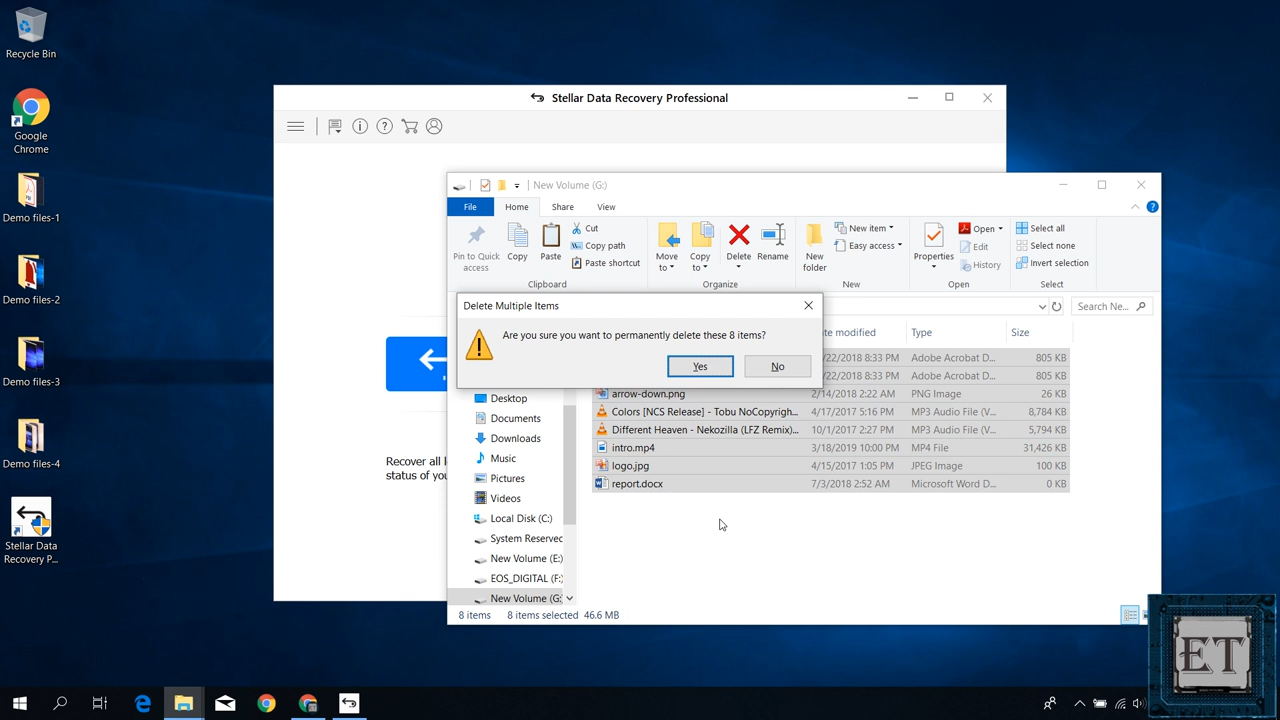 Recycle Bin
Google
Chrome
Demo files-1
Demo files-2
Demo files-3
Demo files-4
Stellar Data
Recovery P...
Stellar Data Recovery Professional
Recover all
status of you
New Volume (G:)
File Home Share View
Pin to Quick
access
Copy
Paste
Cut
Copy path
Paste shortcut
Clipboard
Move
to
Copy
to
Delete
Rename
Organize
New
folder
New item
Easy access
New
Properties
Open
Edit
History
Open
Select all
Select none
Invert selection
Select
Search Ne...
Delete Multiple Items
Are you sure you want to permanently delete these 8 items?
Yes No
te modified Type Size
/22/2018 8:33 PM Adobe Acrobat D... 805 KB
/22/2018 8:33 PM Adobe Acrobat D... 805 KB
arrow-down.png 2/14/2018 2:22 AM PNG Image 26 KB
Colors [NCS Release] - Tobu NoCopyrigh... 4/17/2017 5:16 PM MP3 Audio File (V... 8,784 KB
Different Heaven - Nekozilla (LFZ Remix)... 10/1/2017 2:27 PM MP3 Audio File (V... 5,794 KB
intro.mp4 3/18/2019 10:00 PM MP4 File 31,426 KB
logo.jpg 4/15/2017 1:05 PM JPEG Image 100 KB
report.docx 7/3/2018 2:52 AM Microsoft Word D... 0 KB
Desktop
Documents
Downloads
Music
Pictures
Videos
Local Disk (C:)
System Reserved
New Volume (E:)
EOS_DIGITAL (F:)
New Volume (G:
8 items 8 items selected 46.6 MB
ET